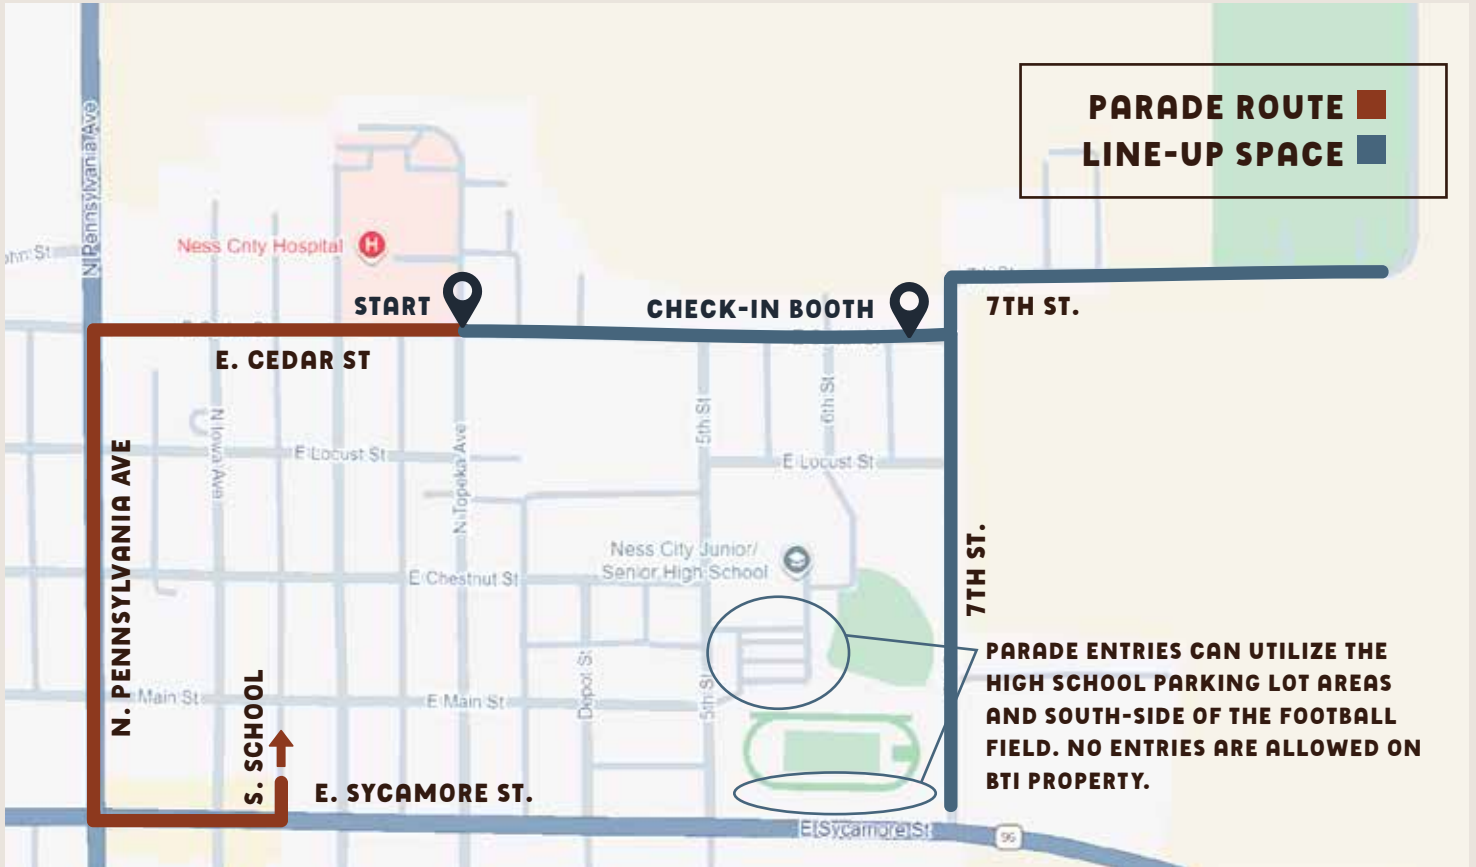 PARADE ROUTE
LINE-UP SPACE
N Pennsylvania Ave
Ness Cnty Hospital
H
ohn St
START
CHECK-IN BOOTH
7TH ST.
E. CEDAR ST
N Iowa Ave
E Locust St
N Topeka Ave
5th St
6th St
E Locust St
N. PENNSYLVANIA AVE
Ness City Junior/
Senior High School
E Chestnut St
7TH ST.
PARADE ENTRIES CAN UTILIZE THE
HIGH SCHOOL PARKING LOT AREAS
AND SOUTH-SIDE OF THE FOOTBALL
FIELD. NO ENTRIES ARE ALLOWED ON
BTI PROPERTY.
Main St
E Main St
Depot St
5th St
S. SCHOOL
E. SYCAMORE ST.
E Sycamore St
96